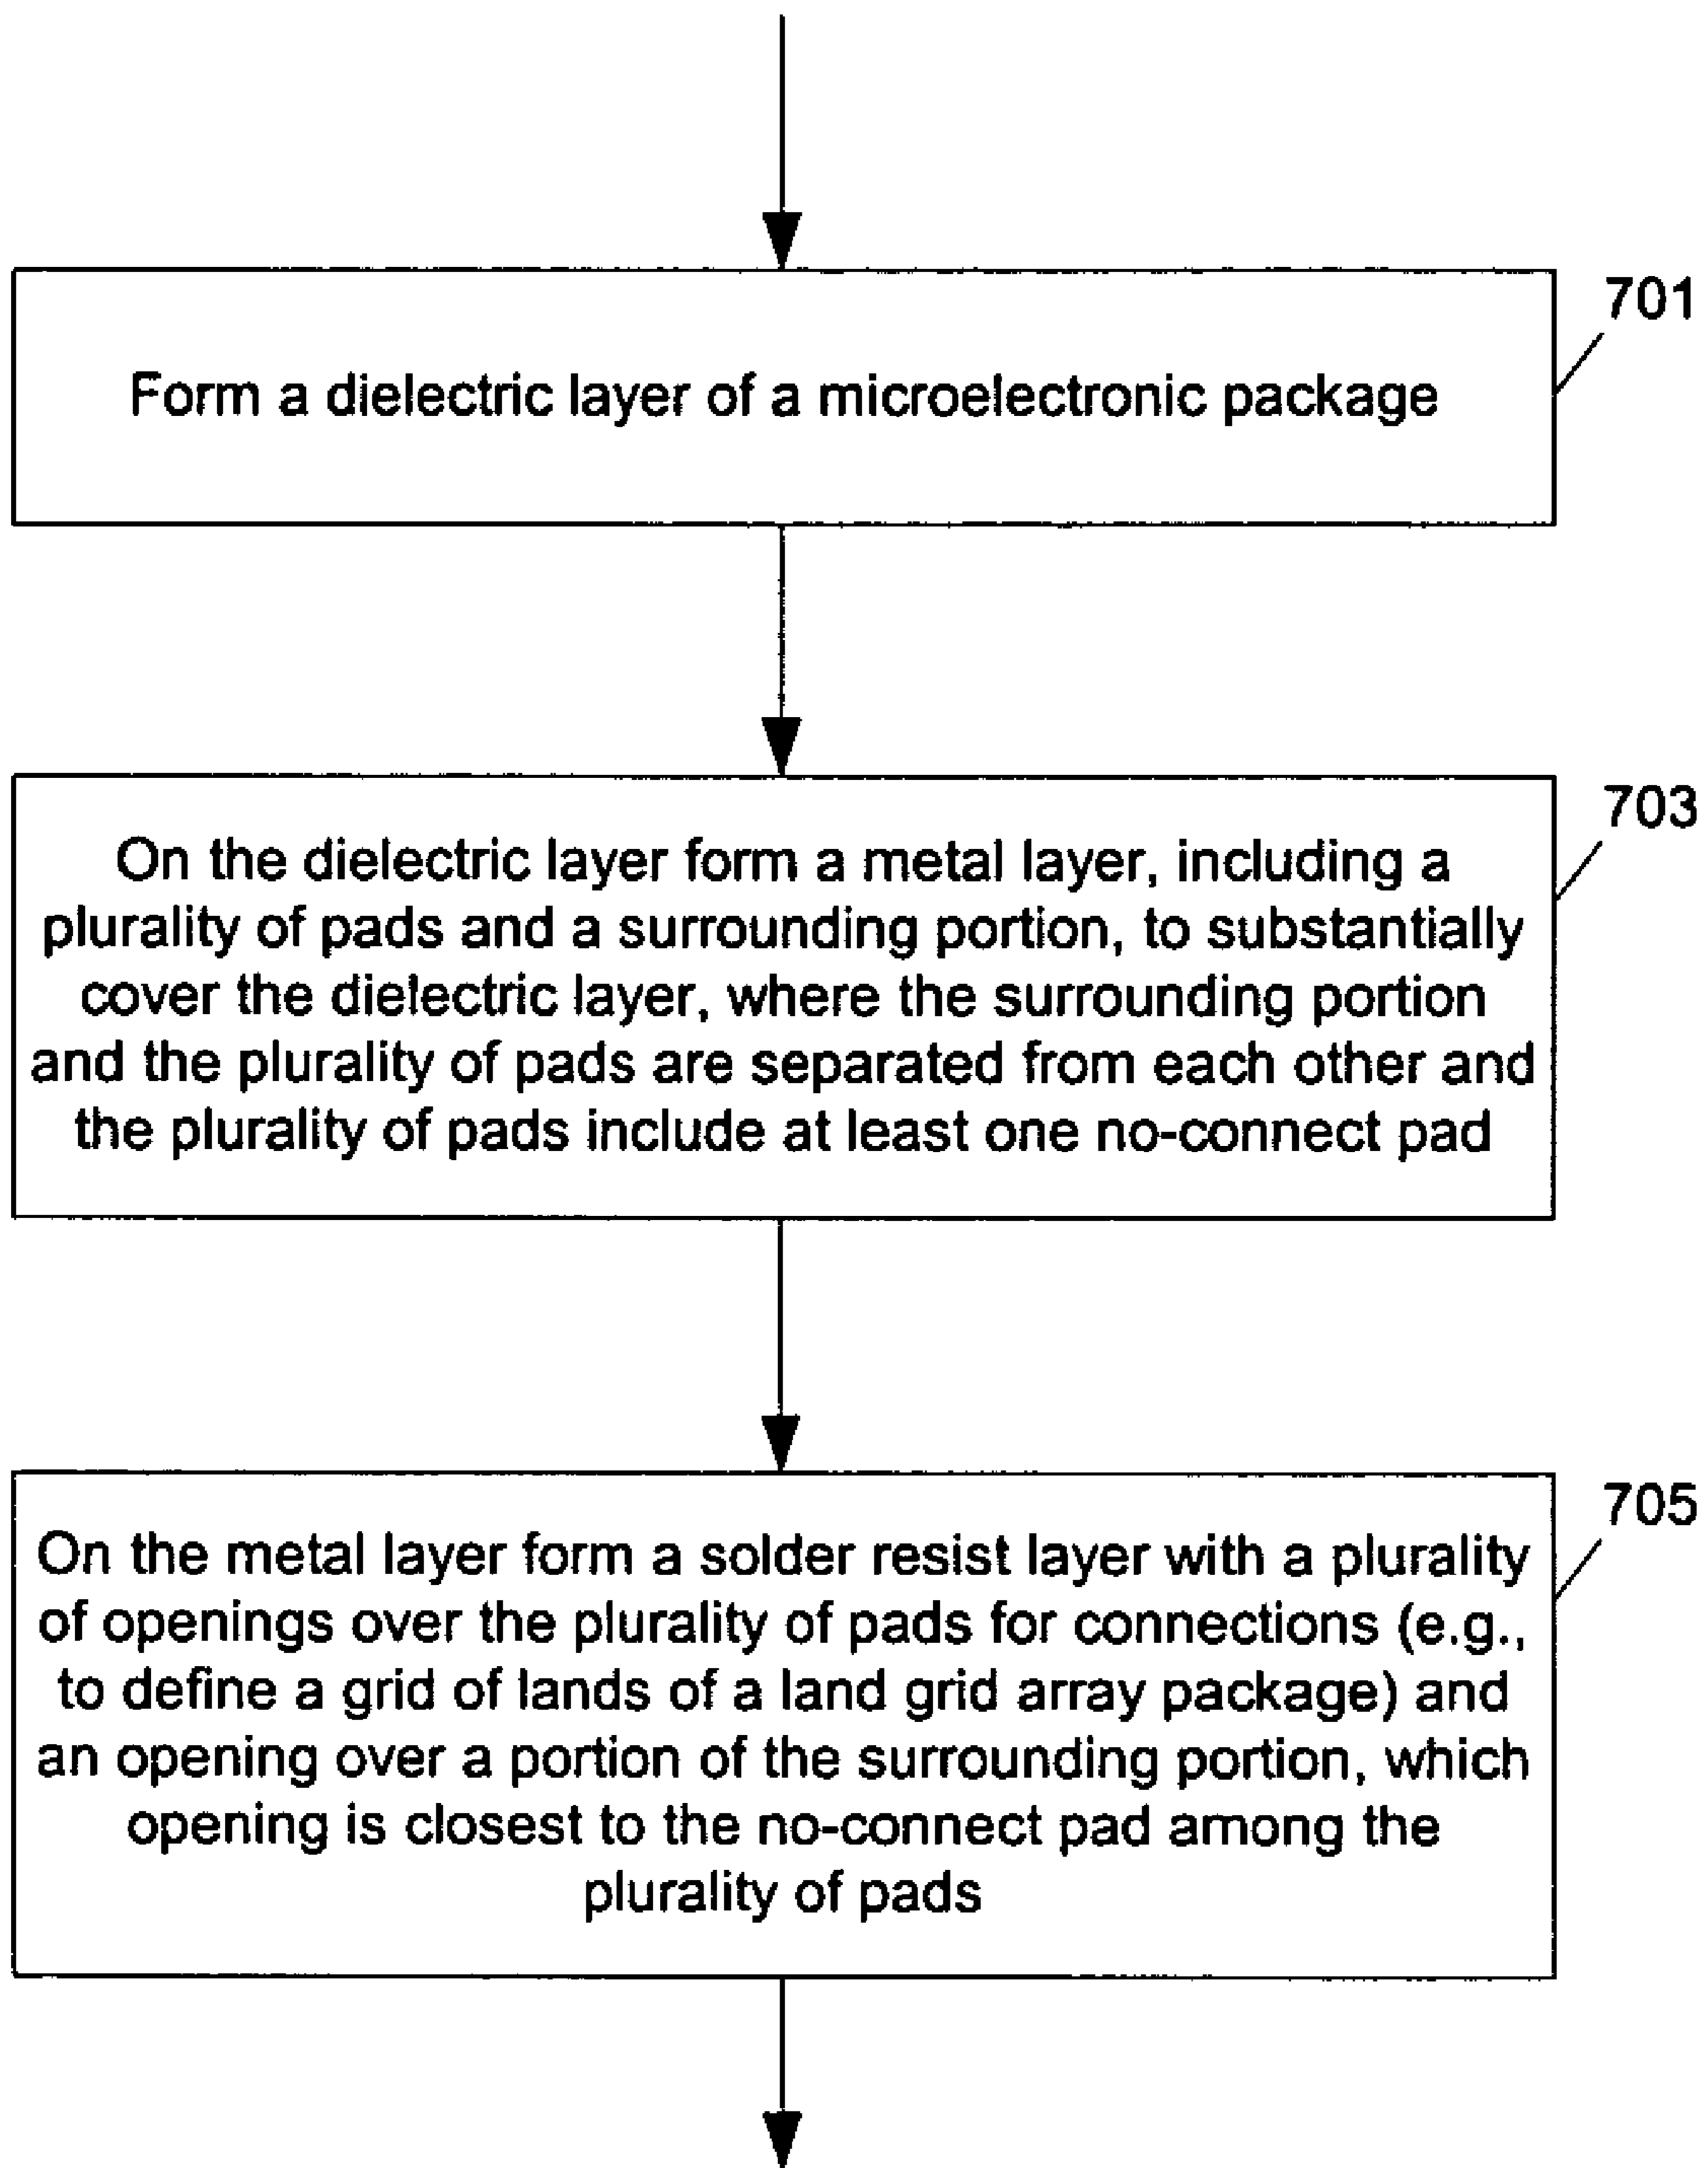 701
Form a dielectric layer of a microelectronic package
703
On the dielectric layer form a metal layer, including a
plurality of pads and a surrounding portion, to substantially
cover the dielectric layer, where the surrounding portion
and the plurality of pads are separated from each other and
the plurality of pads include at least one no-connect pad
705
On the metal layer form a solder resist layer with a plurality
of openings over the plurality of pads for connections (e.g.,
to define a grid of lands of a land grid array package) and
an opening over a portion of the surrounding portion, which
opening is closest to the no-connect pad among the
plurality of pads